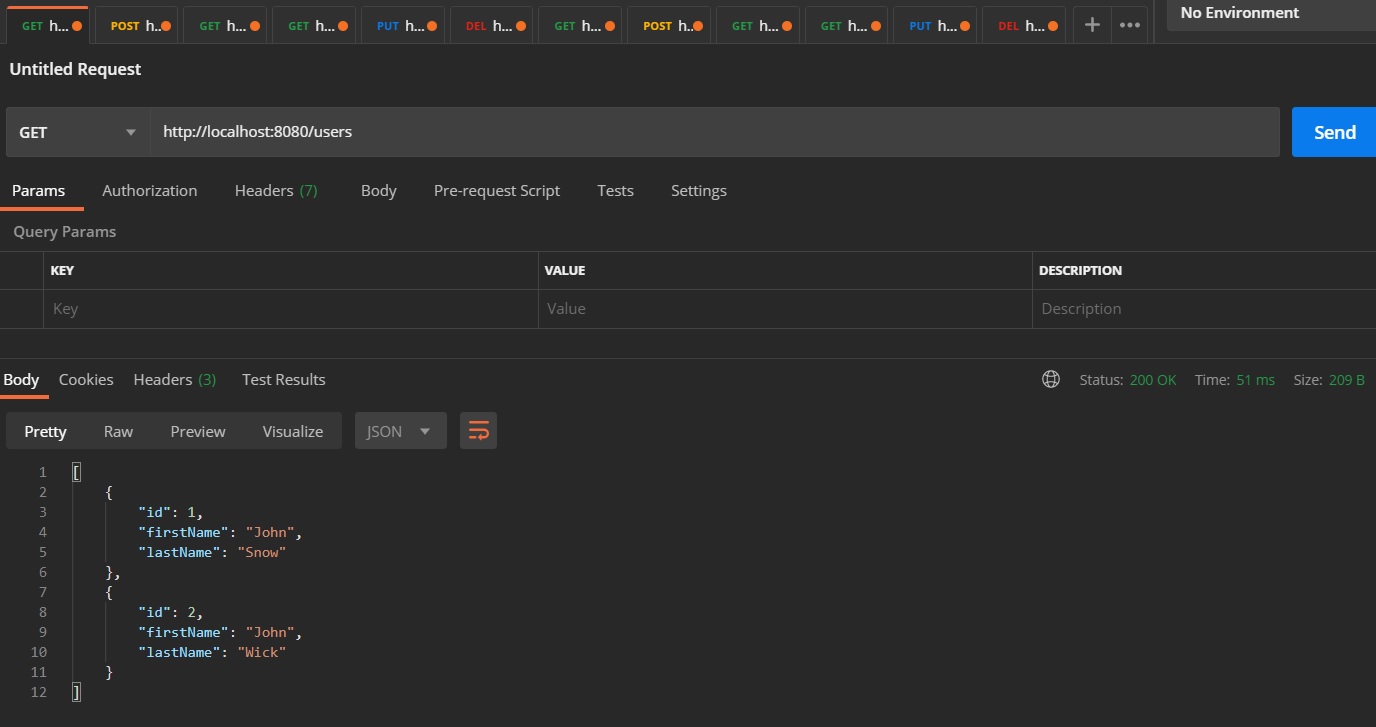 GET h... POST h.. GET h... GET h... PUT h... DEL h... GET h... POST h.. GET h... GET h... PUT h... DEL h... + ••• No Environment
Untitled Request
GET http://localhost:8080/users Send
Params Authorization Headers (7) Body Pre-request Script Tests Settings
Query Params
KEY VALUE DESCRIPTION
Key Value Description
Body Cookies Headers (3) Test Results Status: 200 OK Time: 51 ms Size: 209 B
Pretty Raw Preview Visualize JSON
1 [
2 {
3 "id": 1,
4 "firstName": "John",
5 "lastName": "Snow"
6 },
7 {
8 "id": 2,
9 "firstName": "John",
10 "lastName": "Wick"
11 }
12 ]